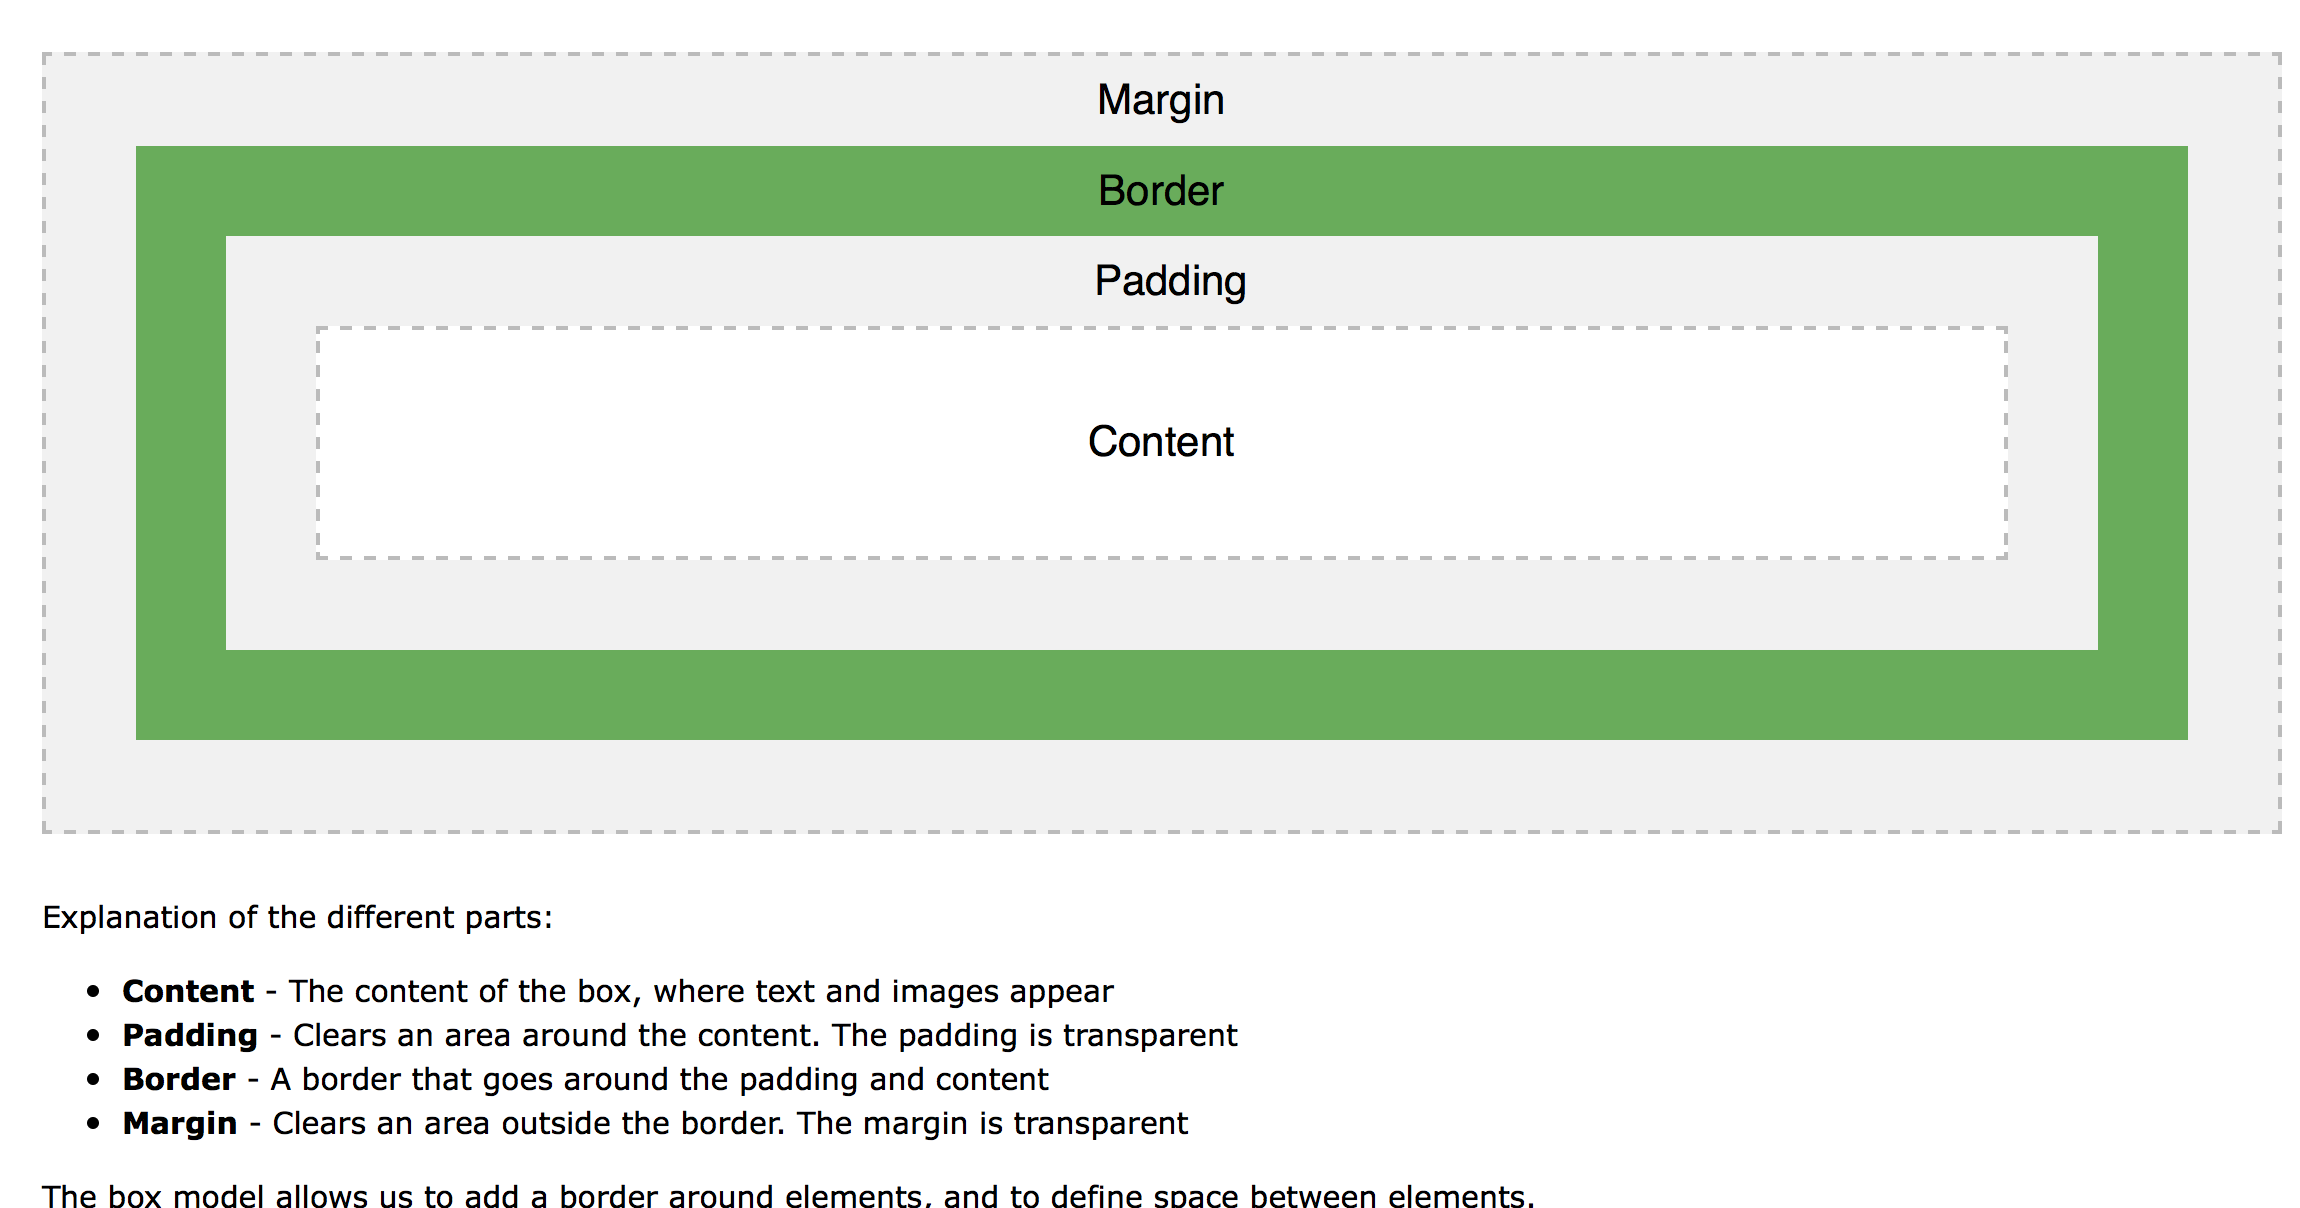 Margin
Border
Padding
Content
Explanation of the different parts:
• Content - The content of the box, where text and images appear
• Padding - Clears an area around the content. The padding is transparent
• Border - A border that goes around the padding and content
• Margin - Clears an area outside the border. The margin is transparent
The box model allows us to add a border around elements, and to define space between elements.